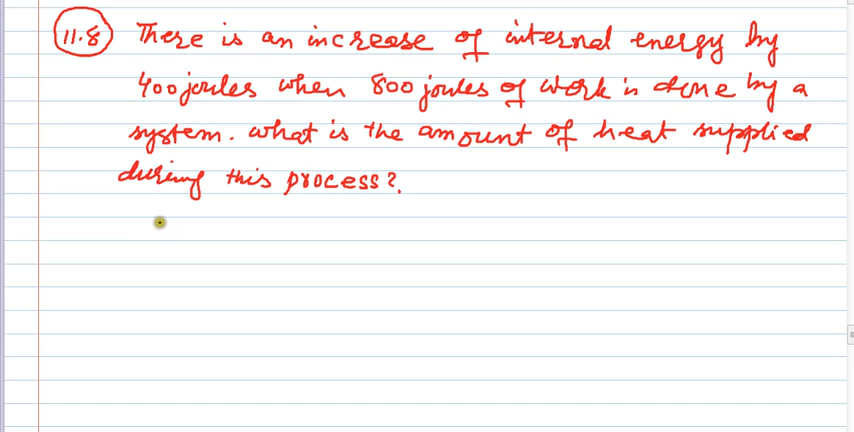 11.8 There is an increase of internal energy by
400 joules when 800 joules of work is done by a
system. What is the amount of heat supplied
during this process?.